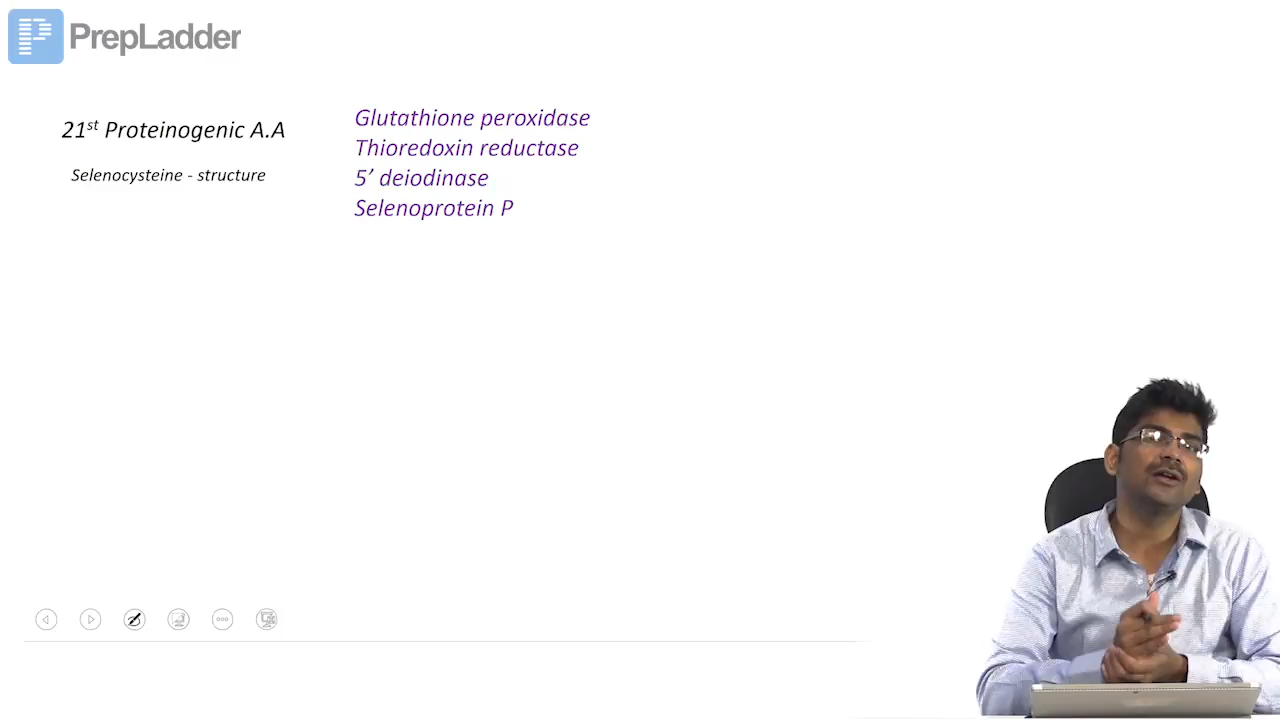 PrepLadder
21st Proteinogenic A.A
Selenocysteine - structure
Glutathione peroxidase
Thioredoxin reductase
5’ deiodinase
Selenoprotein P